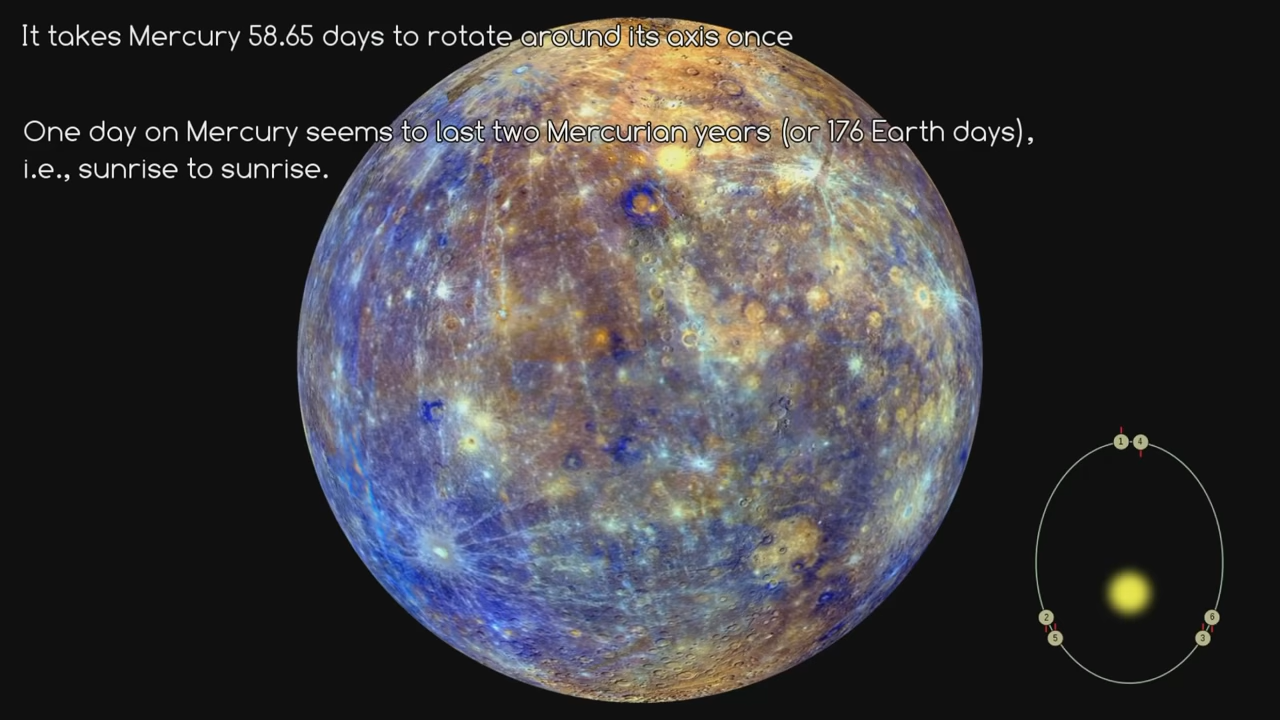 It takes Mercury 58.65 days to rotate around its axis once
One day on Mercury seems to last two Mercurian years (or 176 Earth days),
i.e., sunrise to sunrise.
1 4
2 6
5 3